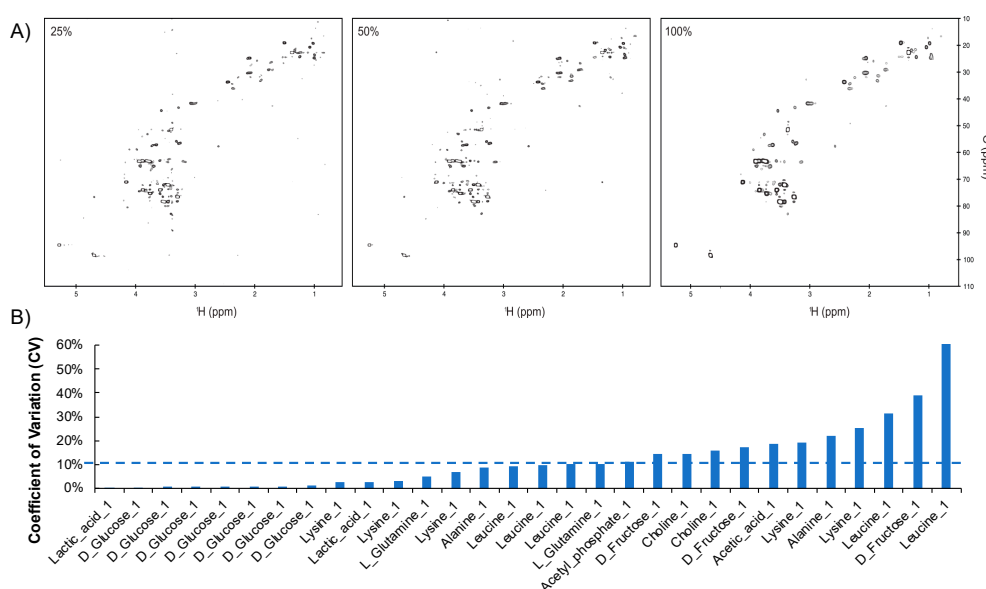 A)
25%
50%
100%
10
20
30
40
50
60
70
80
90
100
110
C (ppm)
5 4 3 2 1
5 4 3 2 1
5 4 3 2 1
¹H (ppm)
¹H (ppm)
¹H (ppm)
B)
Coefficient of Variation (CV)
60%
50%
40%
30%
20%
10%
0%
Lactic_acid_1
D_Glucose_1
D_Glucose_1
D_Glucose_1
D_Glucose_1
D_Glucose_1
D_Glucose_1
D_Glucose_1
Lysine_1
Lactic_acid_1
Lysine_1
L_Glutamine_1
Lysine_1
Alanine_1
Leucine_1
Leucine_1
Leucine_1
L_Glutamine_1
Acetyl_phosphate_1
D_Fructose_1
Choline_1
Choline_1
D_Fructose_1
Acetic_acid_1
Lysine_1
Alanine_1
Lysine_1
Leucine_1
D_Fructose_1
Leucine_1